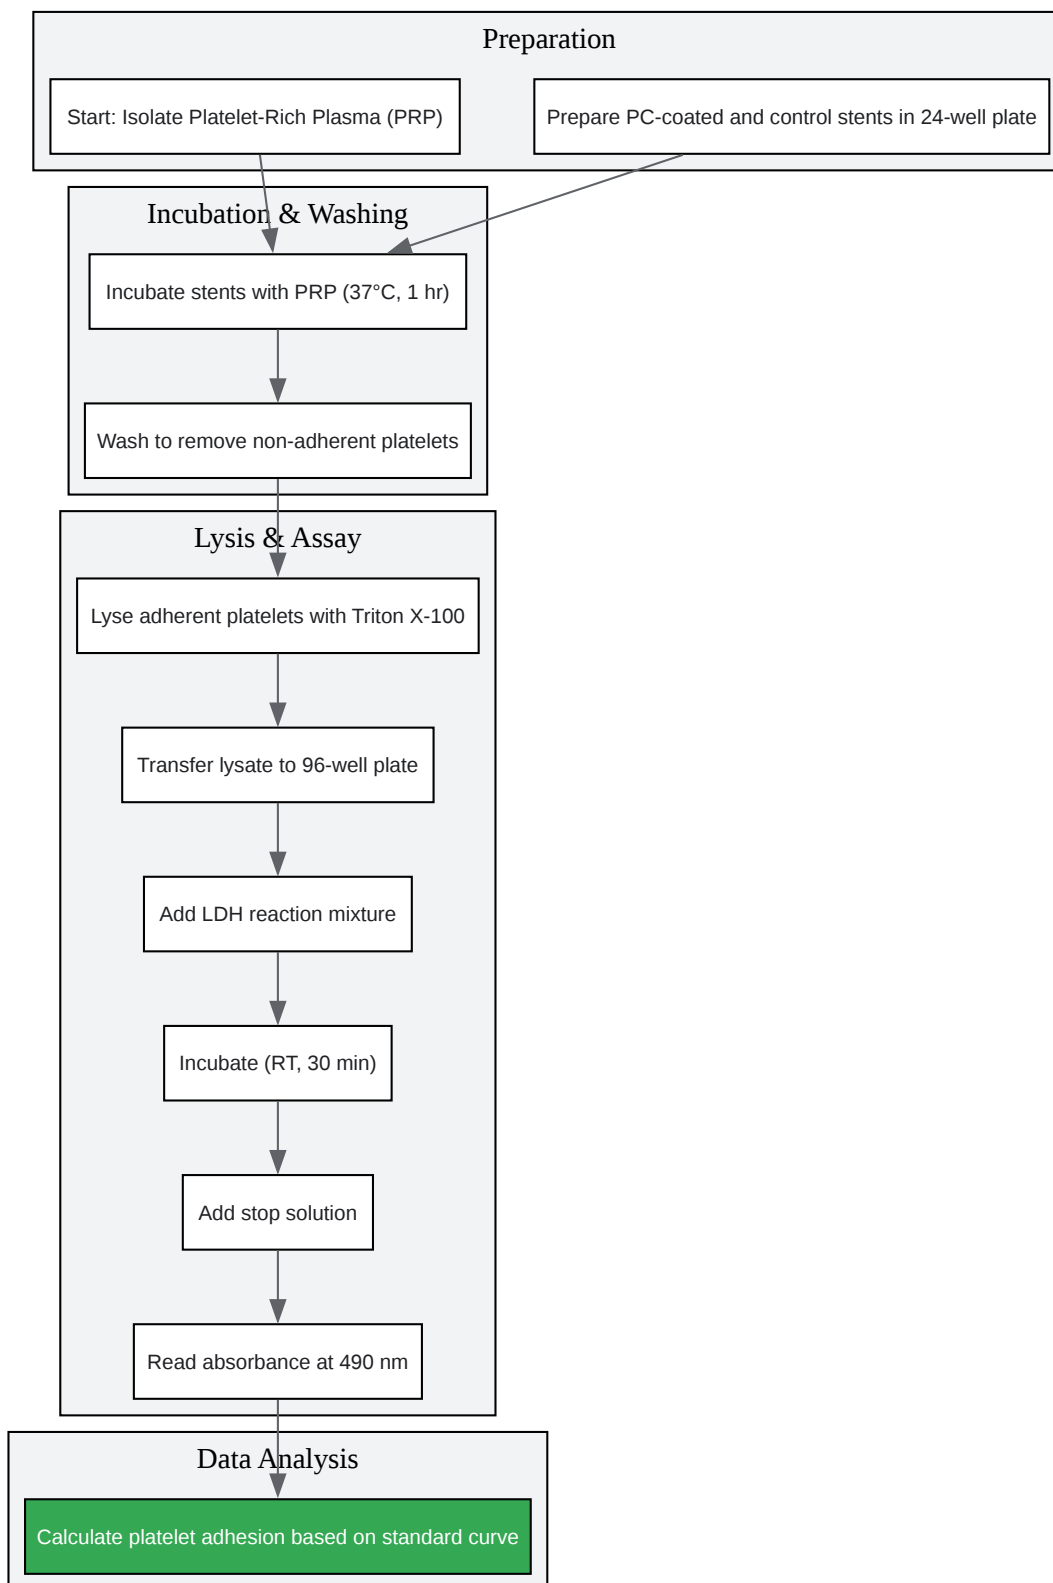 Preparation
Start: Isolate Platelet-Rich Plasma (PRP)
Prepare PC-coated and control stents in 24-well plate
Incubation & Washing
Incubate stents with PRP (37°C, 1 hr)
Wash to remove non-adherent platelets
Lysis & Assay
Lyse adherent platelets with Triton X-100
Transfer lysate to 96-well plate
Add LDH reaction mixture
Incubate (RT, 30 min)
Add stop solution
Read absorbance at 490 nm
Data Analysis
Calculate platelet adhesion based on standard curve